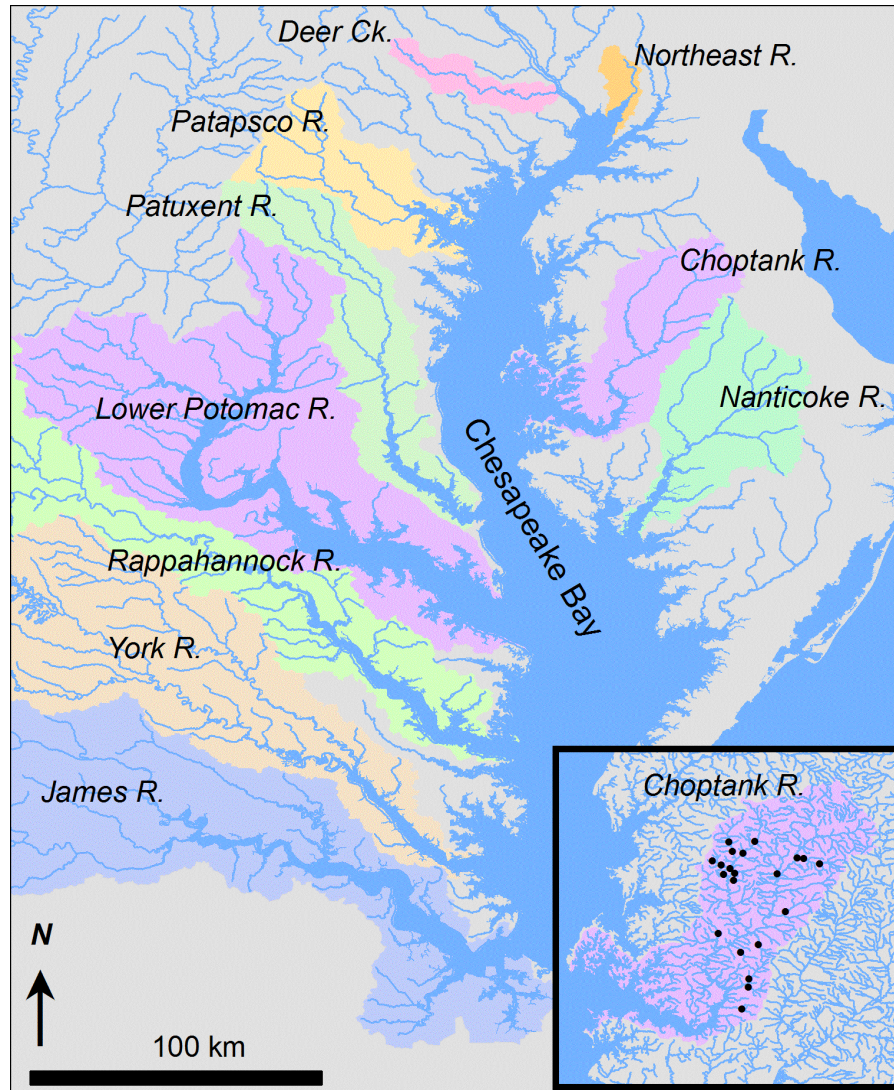 Deer Ck.
Northeast R.
Patapsco R.
Patuxent R.
Choptank R.
Nanticoke R.
Lower Potomac R.
Chesapeake Bay
Rappahannock R.
York R.
James R.
Choptank R.
N
100 km